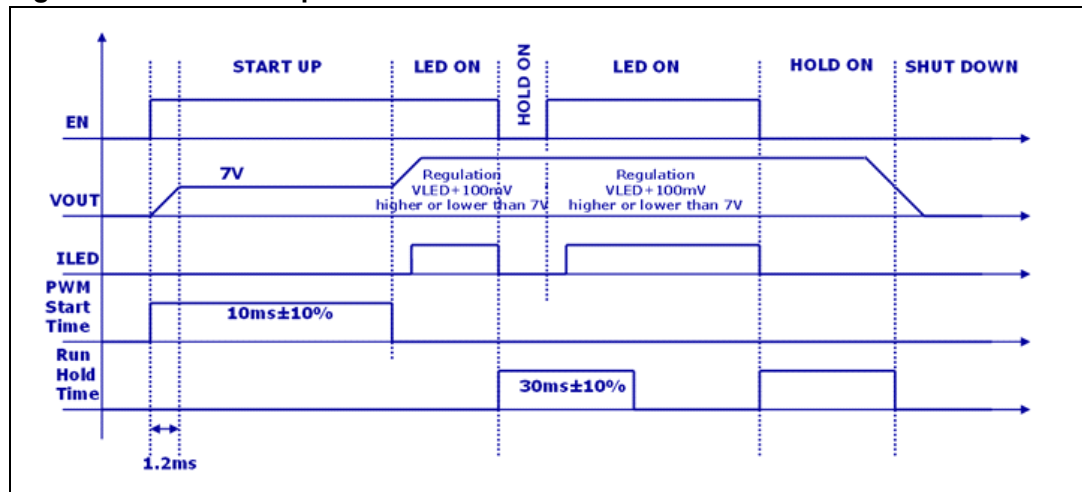 START UP
LED ON
HOLD ON
LED ON
HOLD ON
SHUT DOWN
EN
7V
VOUT
Regulation
VLED+100mV
higher or lower than 7V
Regulation
VLED+100mV
higher or lower than 7V
ILED
PWM
Start
Time
10ms±10%
Run
Hold
Time
30ms±10%
1.2ms